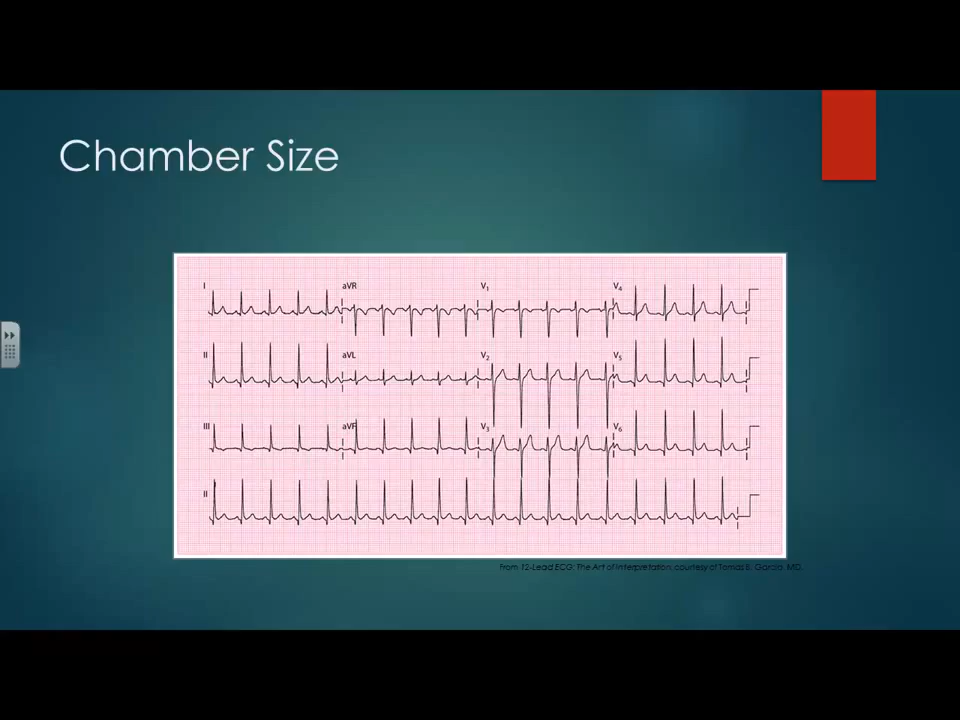 Chamber Size
I aVR V1 V4
II aVL V2 V5
III aVF V3 V6
II
From 12-Lead ECG: The Art of Interpretation, courtesy of Tomas B. Garcia, MD.